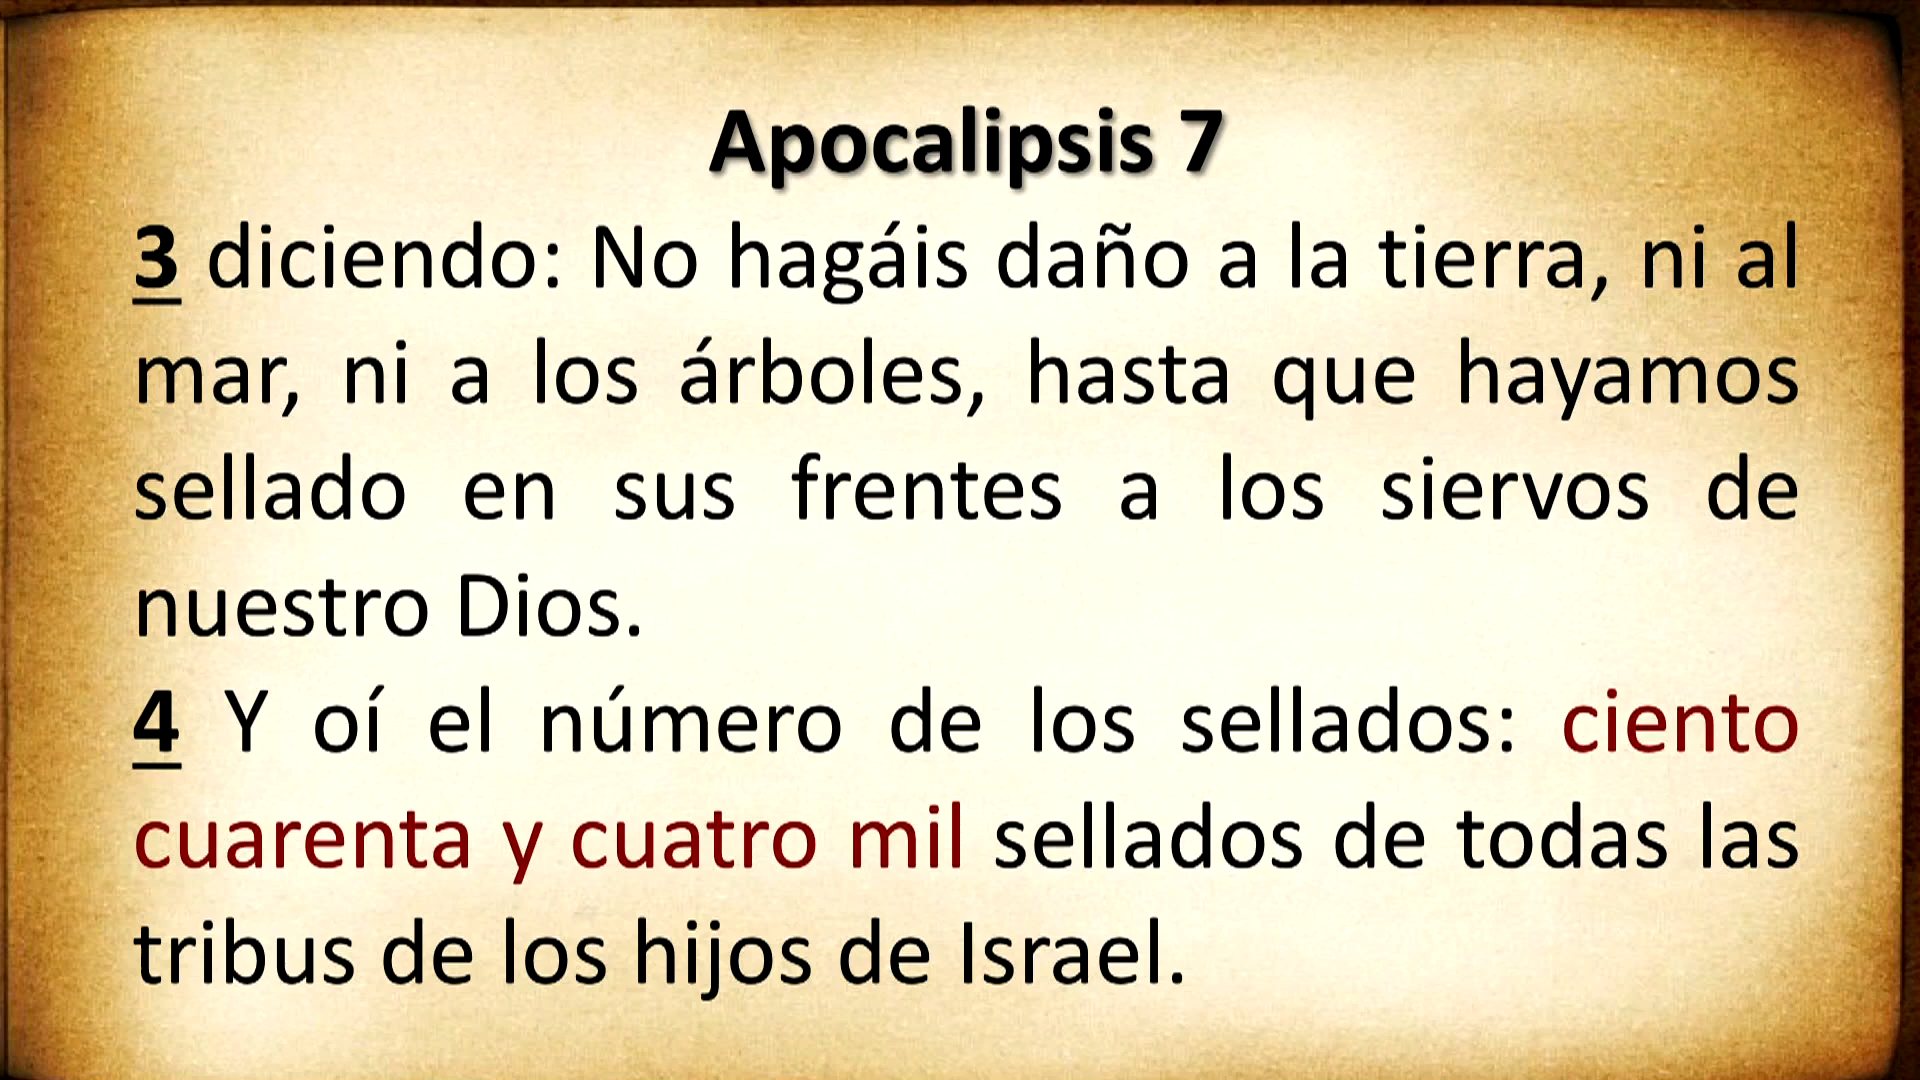 Apocalipsis 7
3 diciendo: No hagáis daño a la tierra, ni al
mar, ni a los árboles, hasta que hayamos
sellado en sus frentes a los siervos de
nuestro Dios.
4 Y oí el número de los sellados: ciento
cuarenta y cuatro mil sellados de todas las
tribus de los hijos de Israel.